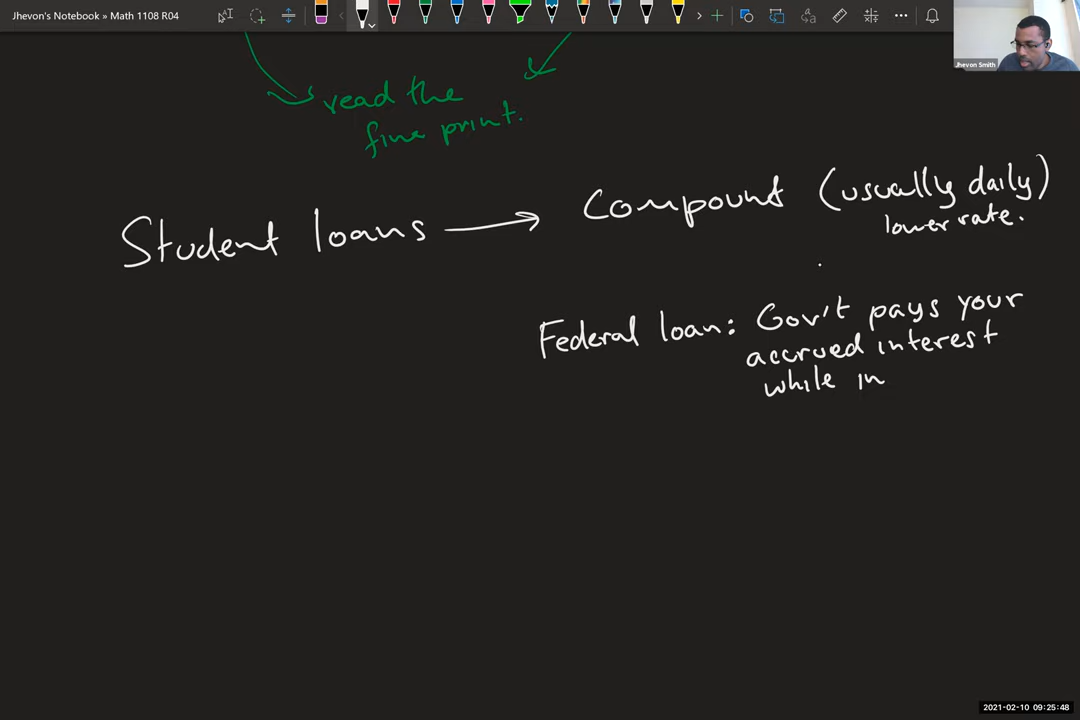 Jhevon's Notebook » Math 1108 R04
Jhevon Smith
read the
fine print.
Student loans → Compound (usually daily)
lower rate.
Federal loan: Gov't pays your
accrued interest
while in
2021-02-10 09:25:48